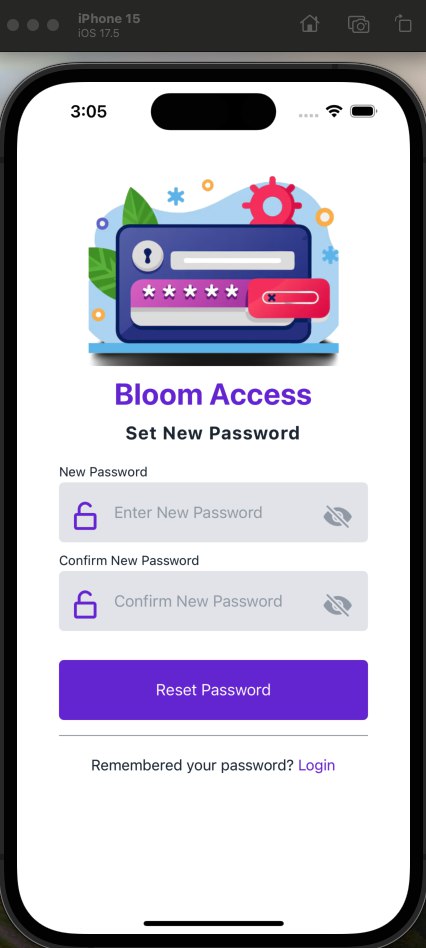 iPhone 15
iOS 17.5
3:05
*****
Bloom Access
Set New Password
New Password
Enter New Password
Confirm New Password
Confirm New Password
Reset Password
Remembered your password? Login